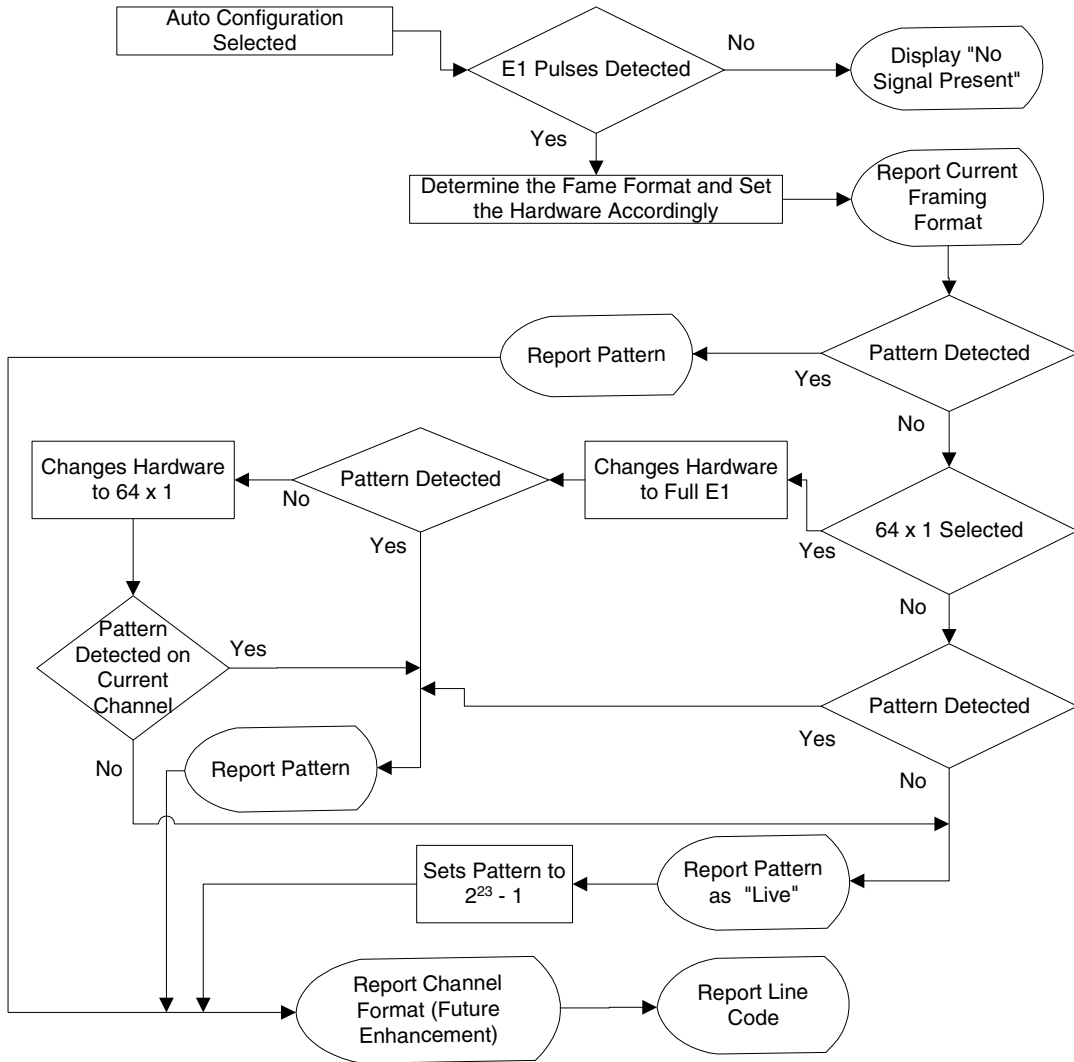 Auto Configuration
Selected
E1 Pulses Detected
No
Display "No
Signal Present"
Yes
Determine the Fame Format and Set
the Hardware Accordingly
Report Current
Framing
Format
Report Pattern
Yes
Pattern Detected
No
Changes Hardware
to 64 x 1
No
Pattern Detected
Changes Hardware
to Full E1
Yes
64 x 1 Selected
Yes
No
Pattern
Detected on
Current
Channel
Yes
Pattern Detected
Yes
No
Report Pattern
No
Sets Pattern to
2²³ - 1
Report Pattern
as "Live"
Report Channel
Format (Future
Enhancement)
Report Line
Code